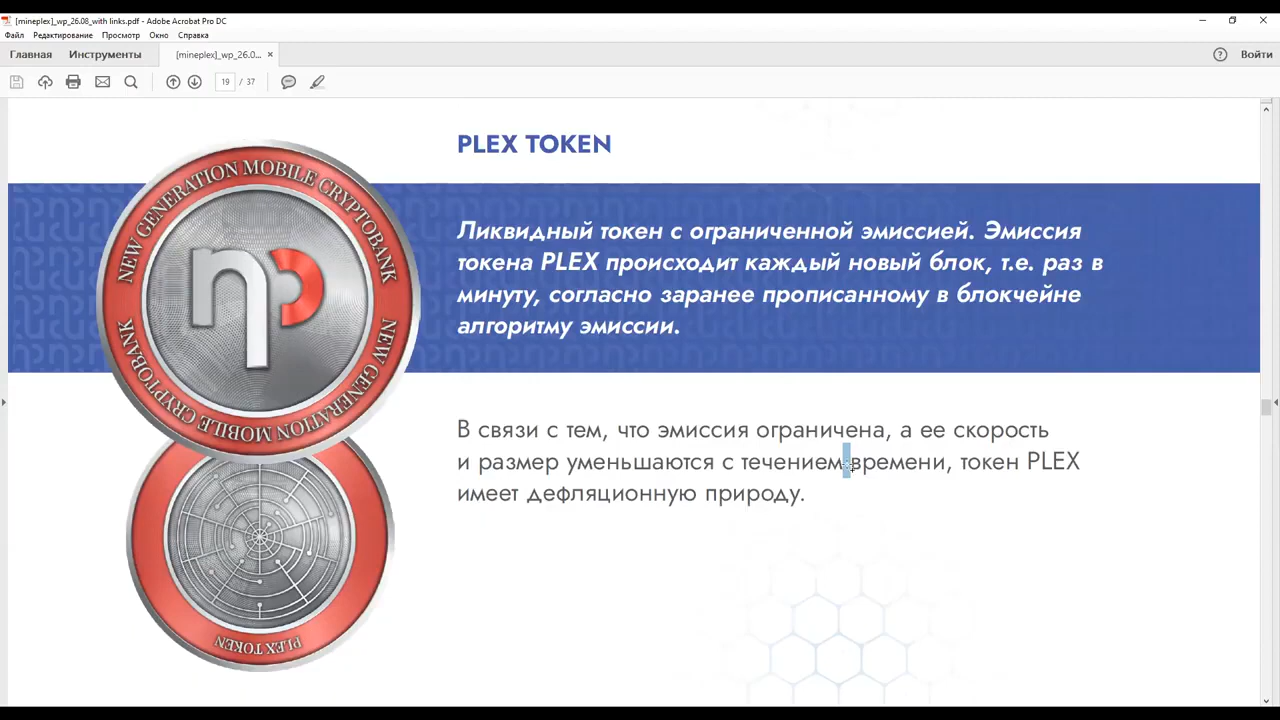 [mineplex]_wp_26.08_with links.pdf - Adobe Acrobat Pro DC
Файл Редактирование Просмотр Окно Справка
Главная Инструменты [mineplex]_wp_26.0... × Войти
19 / 37
PLEX TOKEN
Ликвидный токен с ограниченной эмиссией. Эмиссия
токена PLEX происходит каждый новый блок, т.е. раз в
минуту, согласно заранее прописанному в блокчейне
алгоритму эмиссии.
В связи с тем, что эмиссия ограничена, а ее скорость
и размер уменьшаются с течением времени, токен PLEX
имеет дефляционную природу.
NEW GENERATION MOBILE CRYPTOBANK
NEW GENERATION MOBILE CRYPTOBANK
PLEX TOKEN